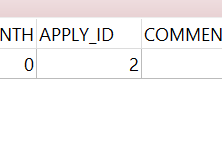 NTH APPLY_ID COMMEN
0 2